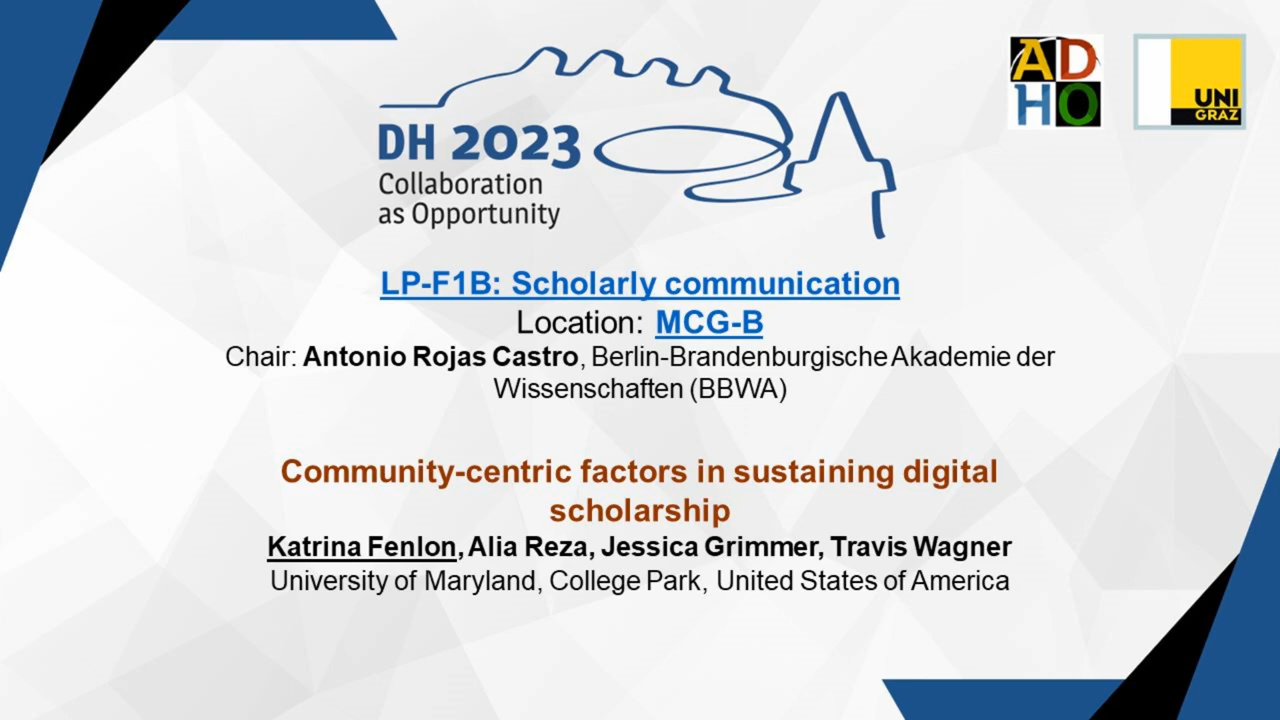 AD
HO
UNI
GRAZ
DH 2023
Collaboration
as Opportunity
LP-F1B: Scholarly communication
Location: MCG-B
Chair: Antonio Rojas Castro, Berlin-Brandenburgische Akademie der
Wissenschaften (BBWA)
Community-centric factors in sustaining digital
scholarship
Katrina Fenlon, Alia Reza, Jessica Grimmer, Travis Wagner
University of Maryland, College Park, United States of America